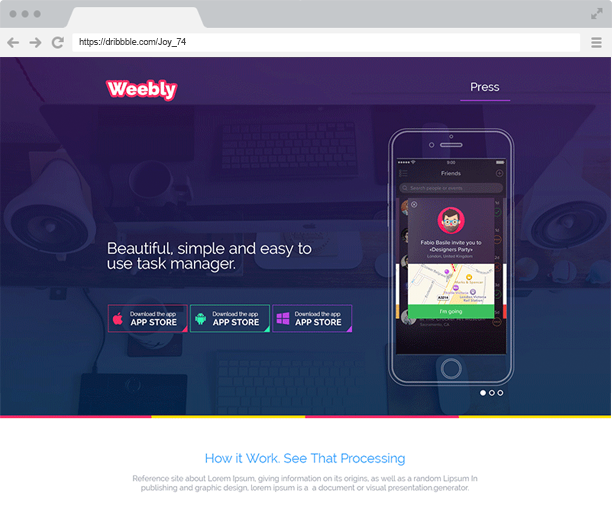 https://dribbble.com/Joy_74
Weebly
Press
9:00
Friends
Search people or events
Fabio Basile invite you to
«Designers Party»
London, United Kingdom
I'm going
Beautiful, simple and easy to
use task manager.
Download the app
APP STORE
Download the app
APP STORE
Download the app
APP STORE
How it Work. See That Processing
Reference site about Lorem Ipsum, giving information on its origins, as well as a random Lipsum In
publishing and graphic design, lorem ipsum is a a document or visual presentation.generator.